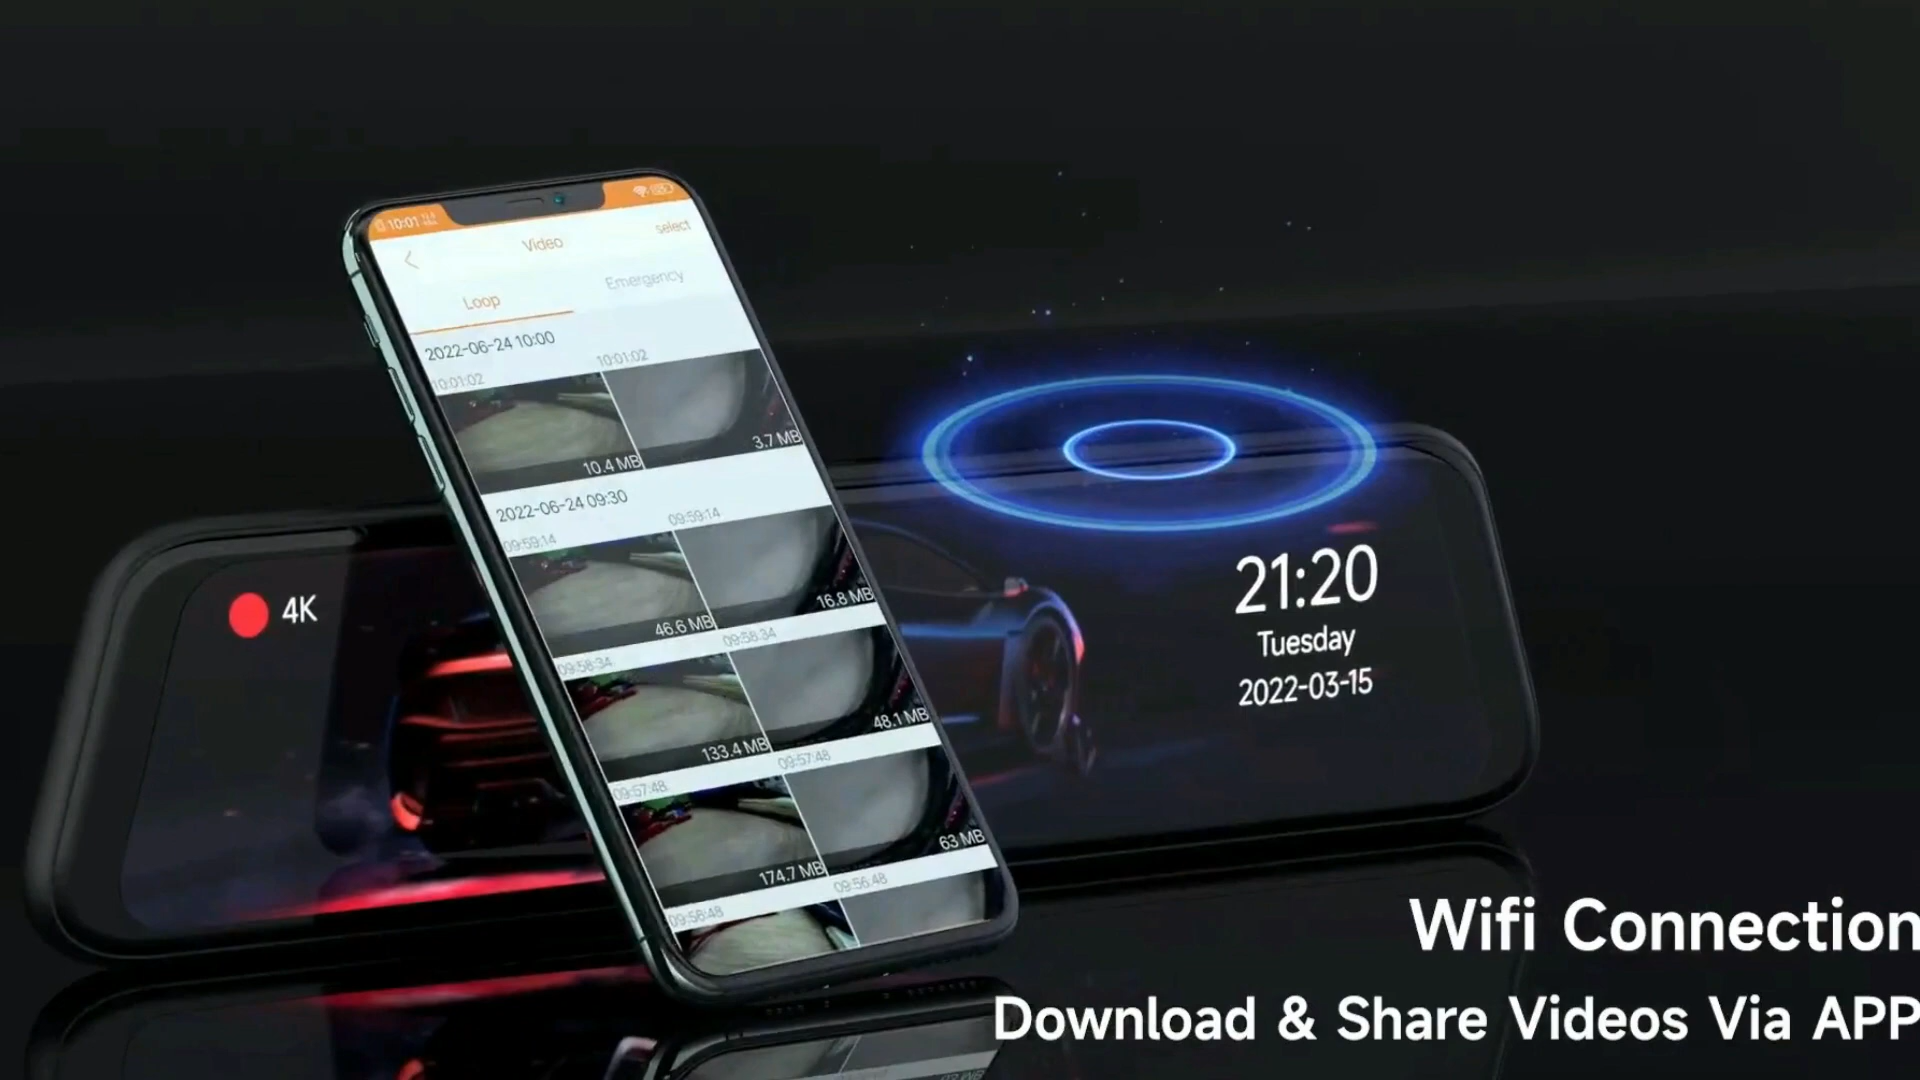 10:01
Video
select
Loop
Emergency
2022-06-24 10:00
10:01:02
10:01:02
10.4 MB
3.7 MB
2022-06-24 09:30
09:59:14
09:59:14
46.6 MB
16.8 MB
09:58:34
09:58:34
133.4 MB
48.1 MB
09:57:48
09:57:48
174.7 MB
63 MB
09:56:48
09:56:48
4K
21:20
Tuesday
2022-03-15
Wifi Connection
Download & Share Videos Via APP